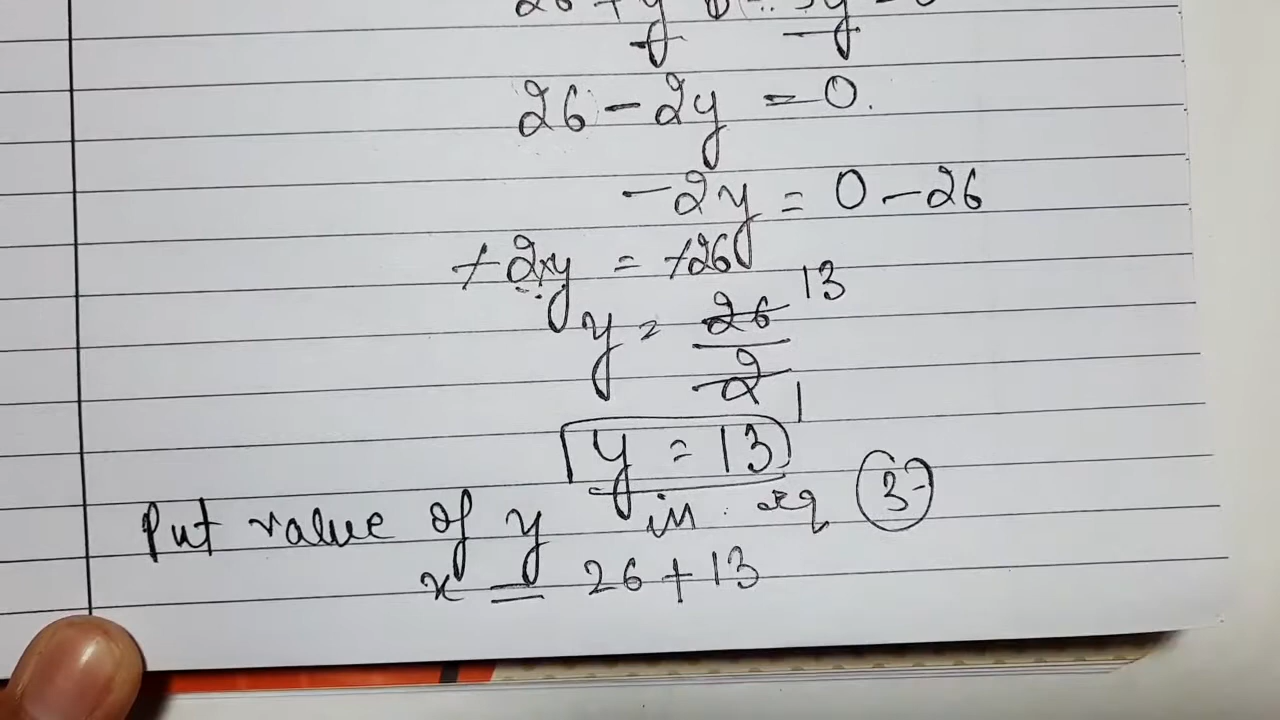 26 - 2y = 0.
-2y = 0 - 26
+2xy = +26
y = 26/2 13 1
y = 13
Put value of y in eq 3
x = 26 + 13